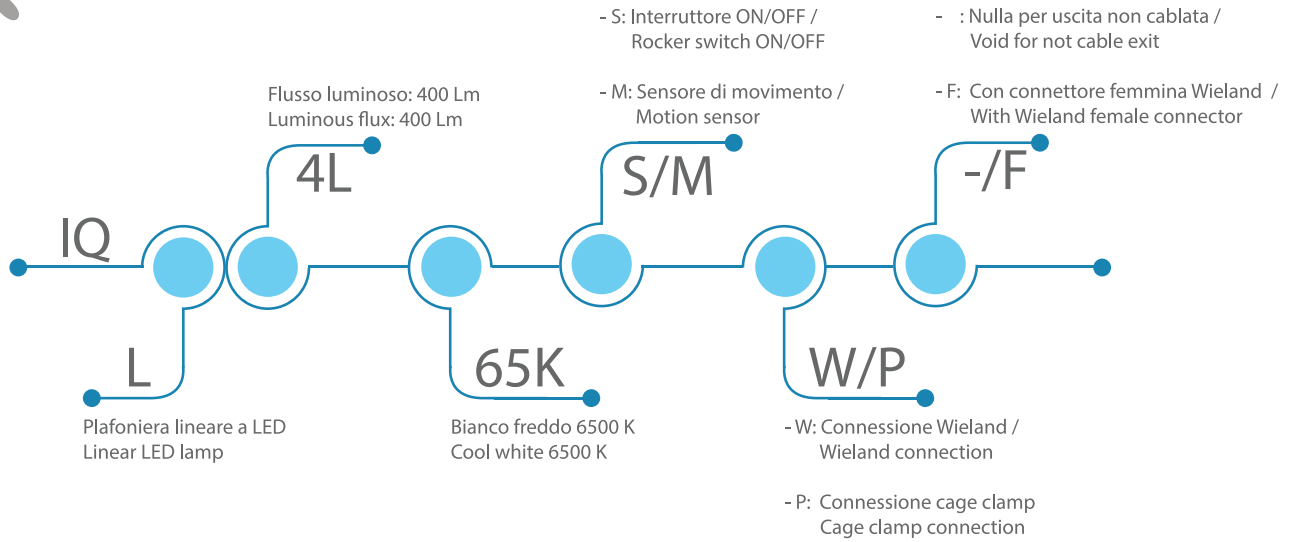 - S: Interruttore ON/OFF /
Rocker switch ON/OFF
- M: Sensore di movimento /
Motion sensor
- : Nulla per uscita non cablata /
Void for not cable exit
- F: Con connettore femmina Wieland /
With Wieland female connector
Flusso luminoso: 400 Lm
Luminous flux: 400 Lm
4L
S/M
-/F
IQ
L
65K
W/P
Plafoniera lineare a LED
Linear LED lamp
Bianco freddo 6500 K
Cool white 6500 K
- W: Connessione Wieland /
Wieland connection
- P: Connessione cage clamp
Cage clamp connection